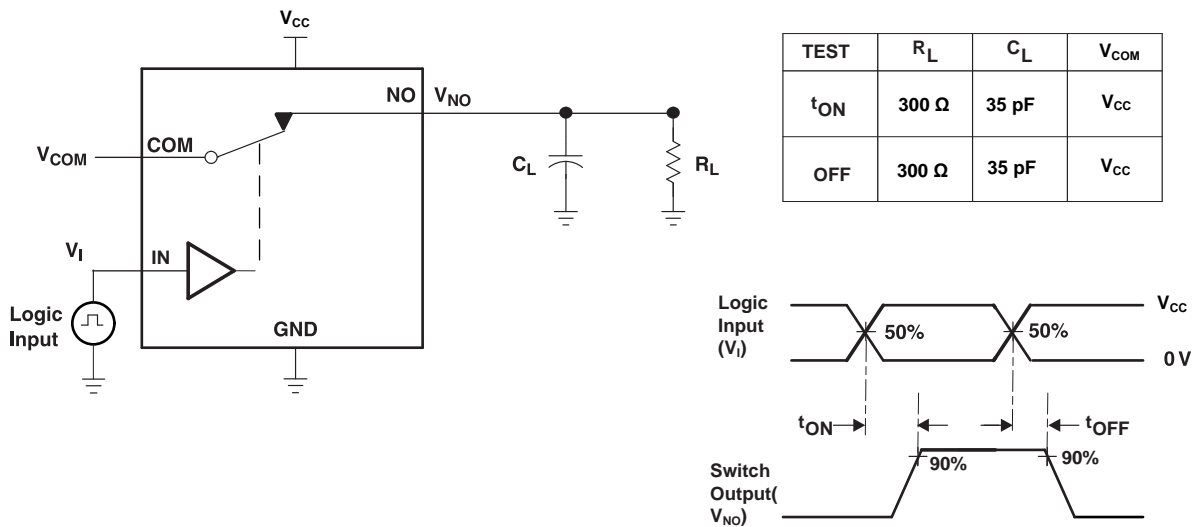 VCC
NO
VNO
COM
VCOM
CL
RL
VI
IN
Logic
Input
GND
TEST RL CL VCOM
tON 300 Ω 35 pF VCC
OFF 300 Ω 35 pF VCC
Logic
Input
(VI)
50%
50%
VCC
0 V
tON
tOFF
90%
90%
Switch
Output(
VNO)